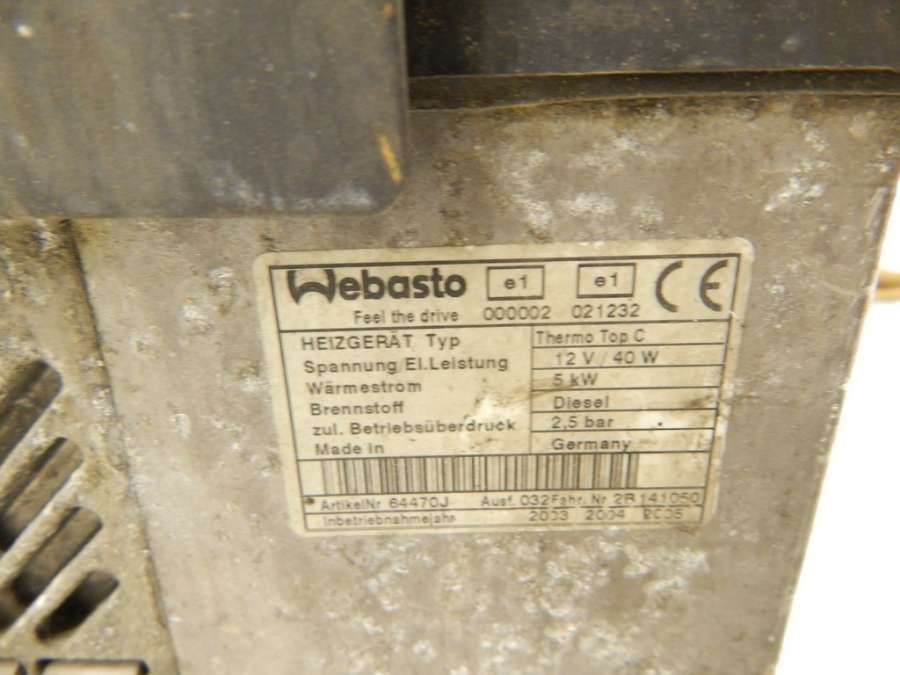 Webasto e1 e1 CE
Feel the drive 000002 021232
HEIZGERÄT Typ Thermo Top C
Spannung/El.Leistung 12 V / 40 W
Wärmestrom 5 kW
Brennstoff Diesel
zul. Betriebsüberdruck 2,5 bar
Made in Germany
ArtikelNr 64470J Ausf. 032 Fahr. Nr 2R141050
Inbetriebnahmejahr 2003 2004 2005